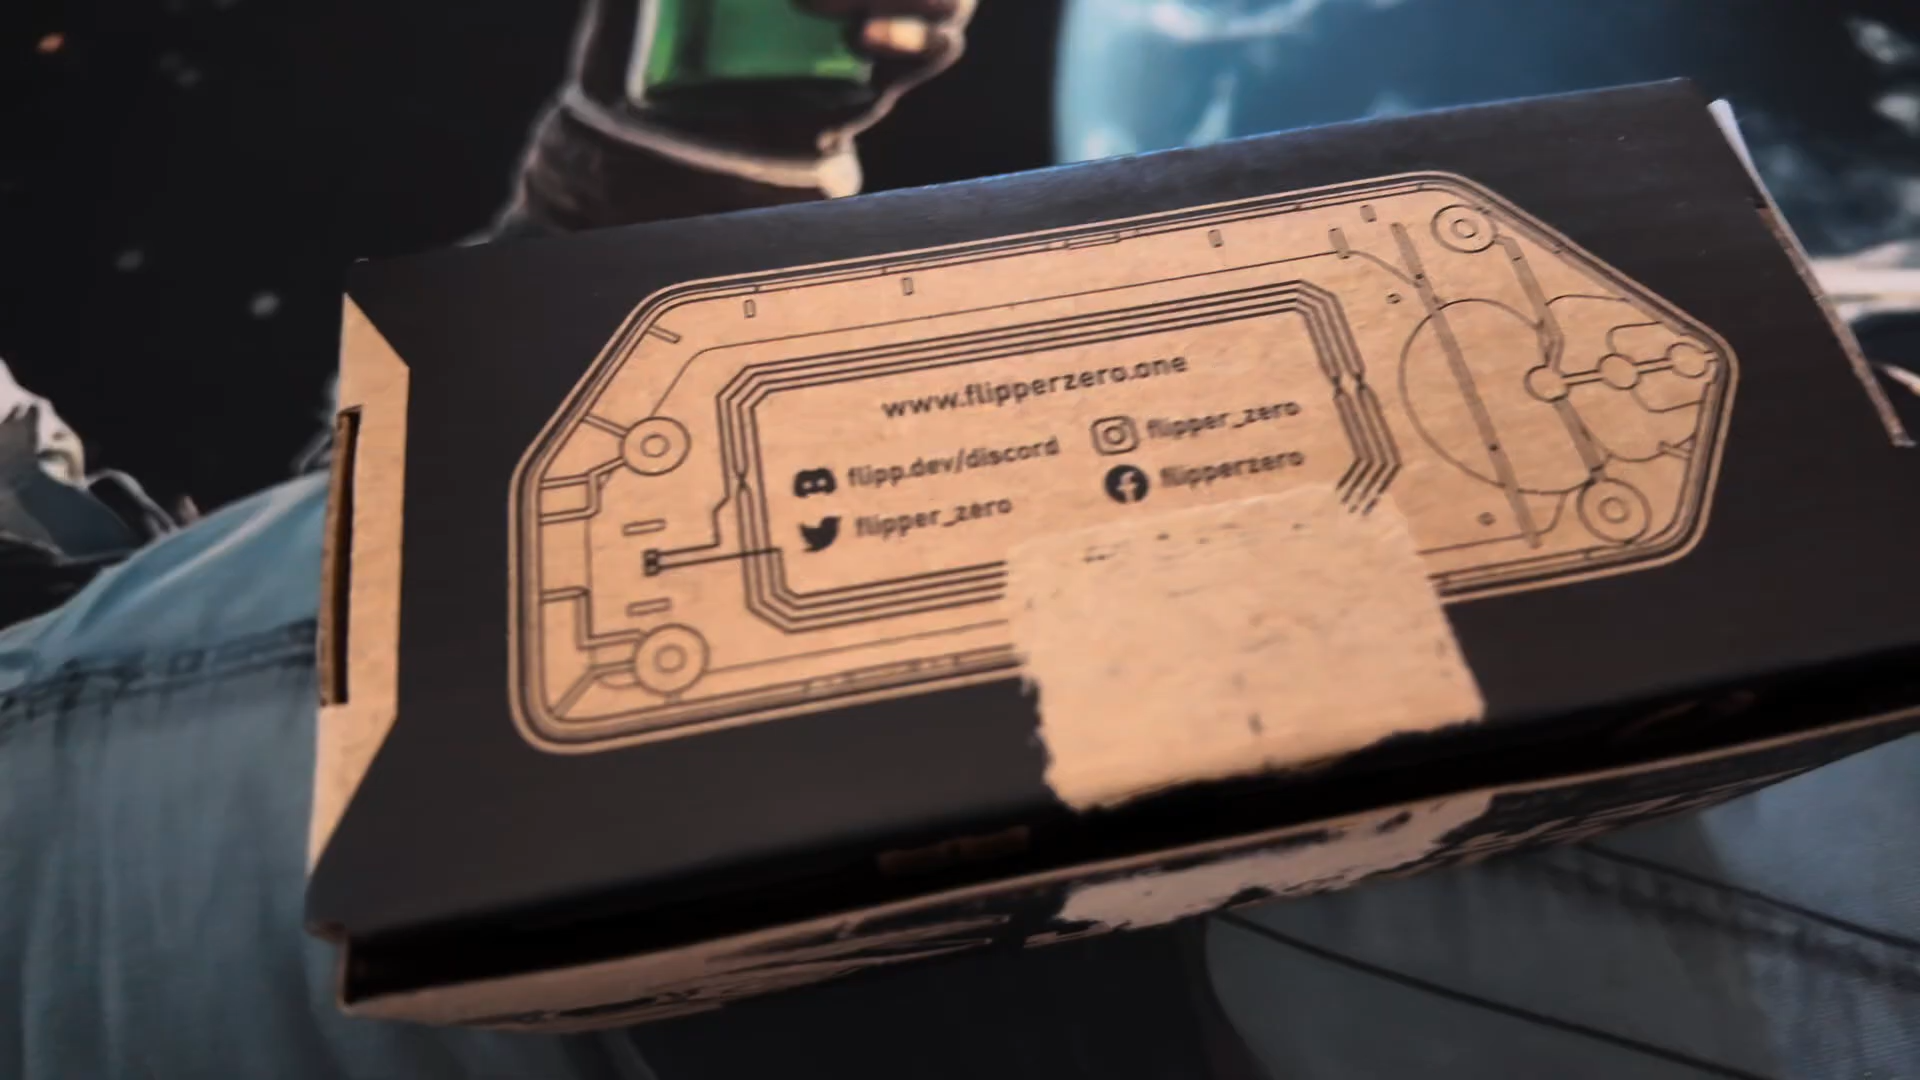 www.flipperzero.one
flipp.dev/discord
flipper_zero
flipper_zero
flipperzero